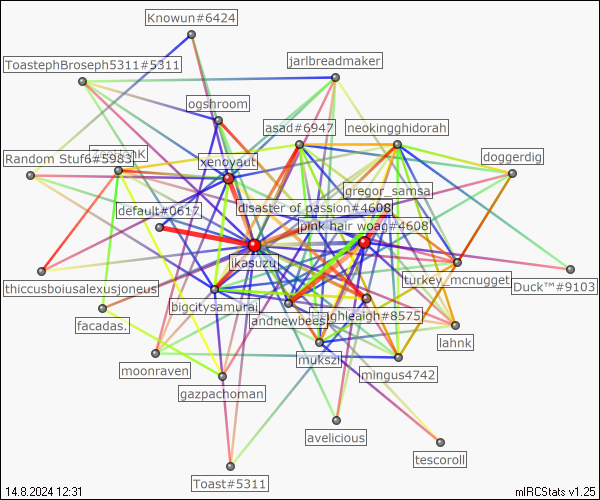 Knowun#6424
ToastephBroseph5311#5311
jarlbreadmaker
ogshroom
asad#6947
neokingghidorah
Random Stuf6#5983
xenoyaut
doggerdig
gregor_samsa
default#0617
disaster of passion#4608
pink hair woag#4608
ikasuzu
turkey_mcnugget
thiccusboiusalexusjoneus
Duck™#9103
bigcitysamurai
facadas.
andnewbees
ghleaigh#8575
lahnk
mukszi
moonraven
mingus4742
gazpachoman
avelicious
tescoroll
Toast#5311
14.8.2024 12:31
mIRCStats v1.25